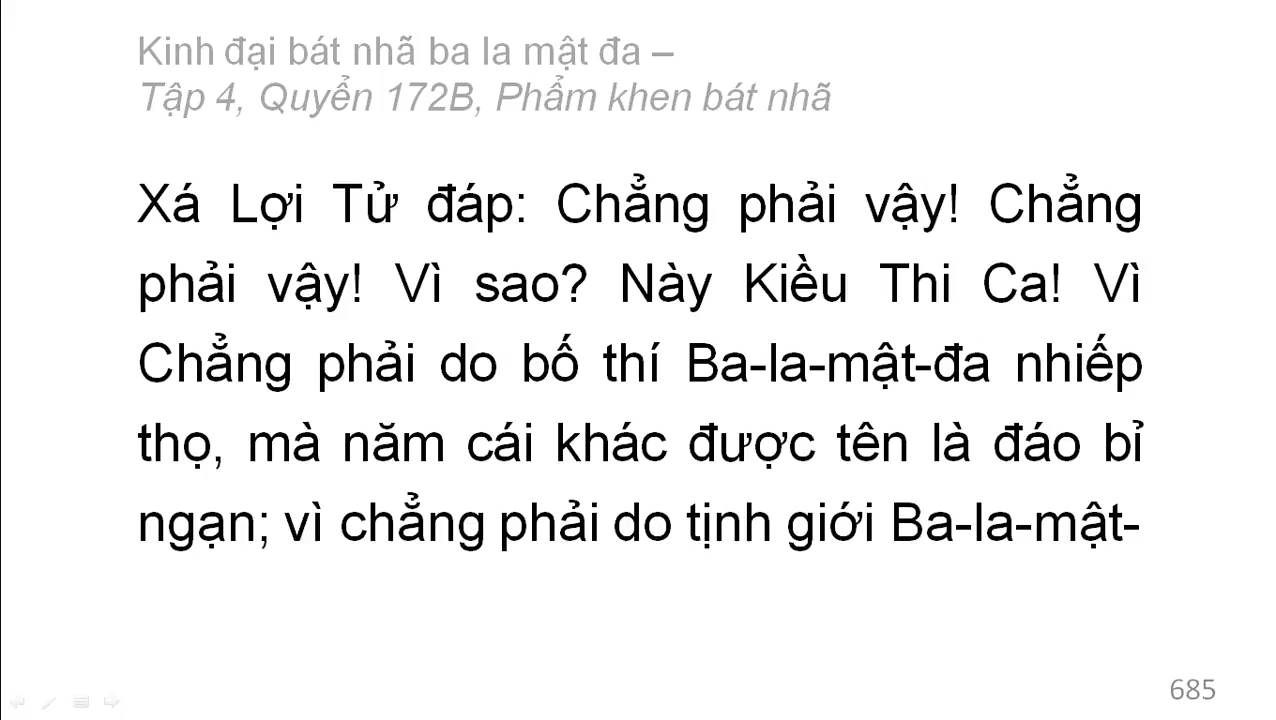 Kinh đại bát nhã ba la mật đa –
Tập 4, Quyển 172B, Phẩm khen bát nhã
Xá Lợi Tử đáp: Chẳng phải vậy! Chẳng
phải vậy! Vì sao? Này Kiều Thi Ca! Vì
Chẳng phải do bố thí Ba-la-mật-đa nhiếp
thọ, mà năm cái khác được tên là đáo bỉ
ngạn; vì chẳng phải do tịnh giới Ba-la-mật-
685